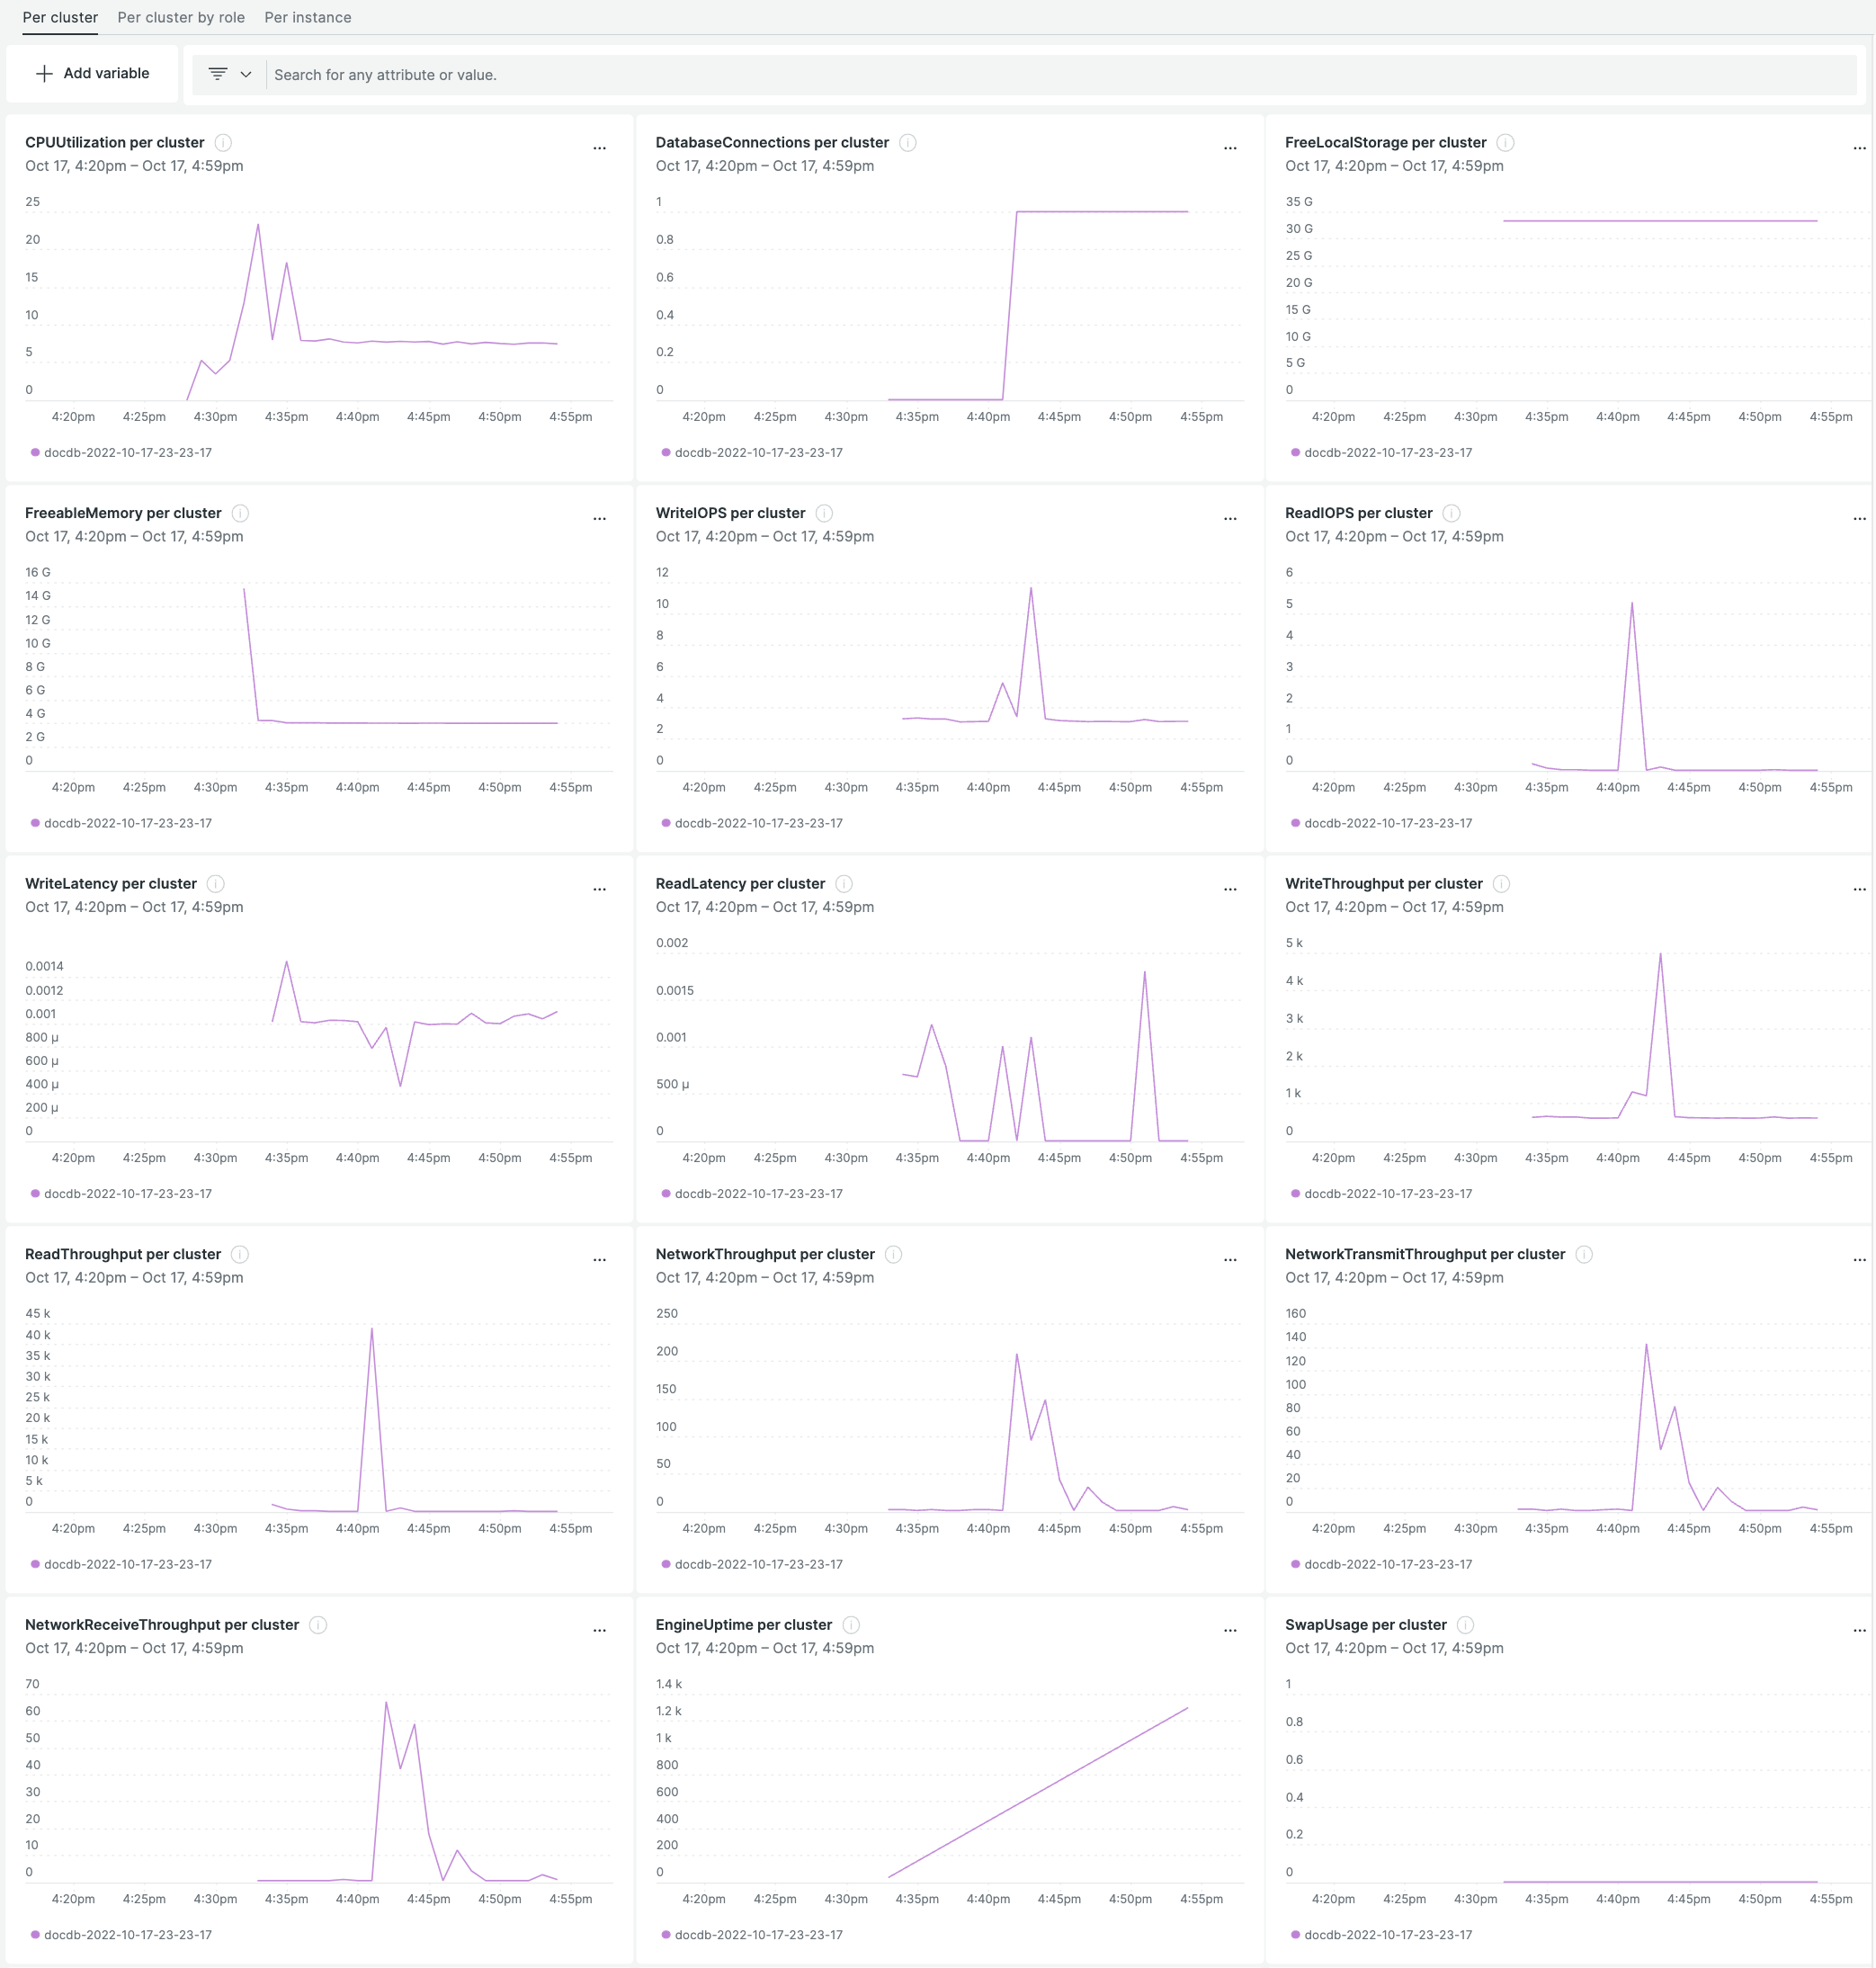 Per cluster Per cluster by role Per instance
Add variable Search for any attribute or value.
CPUUtilization per cluster
Oct 17, 4:20pm – Oct 17, 4:59pm
25
20
15
10
5
0
4:20pm 4:25pm 4:30pm 4:35pm 4:40pm 4:45pm 4:50pm 4:55pm
docdb-2022-10-17-23-23-17
DatabaseConnections per cluster
Oct 17, 4:20pm – Oct 17, 4:59pm
1
0.8
0.6
0.4
0.2
0
4:20pm 4:25pm 4:30pm 4:35pm 4:40pm 4:45pm 4:50pm 4:55pm
docdb-2022-10-17-23-23-17
FreeLocalStorage per cluster
Oct 17, 4:20pm – Oct 17, 4:59pm
35 G
30 G
25 G
20 G
15 G
10 G
5 G
0
4:20pm 4:25pm 4:30pm 4:35pm 4:40pm 4:45pm 4:50pm 4:55pm
docdb-2022-10-17-23-23-17
FreeableMemory per cluster
Oct 17, 4:20pm – Oct 17, 4:59pm
16 G
14 G
12 G
10 G
8 G
6 G
4 G
2 G
0
4:20pm 4:25pm 4:30pm 4:35pm 4:40pm 4:45pm 4:50pm 4:55pm
docdb-2022-10-17-23-23-17
WriteIOPS per cluster
Oct 17, 4:20pm – Oct 17, 4:59pm
12
10
8
6
4
2
0
4:20pm 4:25pm 4:30pm 4:35pm 4:40pm 4:45pm 4:50pm 4:55pm
docdb-2022-10-17-23-23-17
ReadIOPS per cluster
Oct 17, 4:20pm – Oct 17, 4:59pm
6
5
4
3
2
1
0
4:20pm 4:25pm 4:30pm 4:35pm 4:40pm 4:45pm 4:50pm 4:55pm
docdb-2022-10-17-23-23-17
WriteLatency per cluster
Oct 17, 4:20pm – Oct 17, 4:59pm
0.0014
0.0012
0.001
800 µ
600 µ
400 µ
200 µ
0
4:20pm 4:25pm 4:30pm 4:35pm 4:40pm 4:45pm 4:50pm 4:55pm
docdb-2022-10-17-23-23-17
ReadLatency per cluster
Oct 17, 4:20pm – Oct 17, 4:59pm
0.002
0.0015
0.001
500 µ
0
4:20pm 4:25pm 4:30pm 4:35pm 4:40pm 4:45pm 4:50pm 4:55pm
docdb-2022-10-17-23-23-17
WriteThroughput per cluster
Oct 17, 4:20pm – Oct 17, 4:59pm
5 k
4 k
3 k
2 k
1 k
0
4:20pm 4:25pm 4:30pm 4:35pm 4:40pm 4:45pm 4:50pm 4:55pm
docdb-2022-10-17-23-23-17
ReadThroughput per cluster
Oct 17, 4:20pm – Oct 17, 4:59pm
45 k
40 k
35 k
30 k
25 k
20 k
15 k
10 k
5 k
0
4:20pm 4:25pm 4:30pm 4:35pm 4:40pm 4:45pm 4:50pm 4:55pm
docdb-2022-10-17-23-23-17
NetworkThroughput per cluster
Oct 17, 4:20pm – Oct 17, 4:59pm
250
200
150
100
50
0
4:20pm 4:25pm 4:30pm 4:35pm 4:40pm 4:45pm 4:50pm 4:55pm
docdb-2022-10-17-23-23-17
NetworkTransmitThroughput per cluster
Oct 17, 4:20pm – Oct 17, 4:59pm
160
140
120
100
80
60
40
20
0
4:20pm 4:25pm 4:30pm 4:35pm 4:40pm 4:45pm 4:50pm 4:55pm
docdb-2022-10-17-23-23-17
NetworkReceiveThroughput per cluster
Oct 17, 4:20pm – Oct 17, 4:59pm
70
60
50
40
30
20
10
0
4:20pm 4:25pm 4:30pm 4:35pm 4:40pm 4:45pm 4:50pm 4:55pm
docdb-2022-10-17-23-23-17
EngineUptime per cluster
Oct 17, 4:20pm – Oct 17, 4:59pm
1.4 k
1.2 k
1 k
800
600
400
200
0
4:20pm 4:25pm 4:30pm 4:35pm 4:40pm 4:45pm 4:50pm 4:55pm
docdb-2022-10-17-23-23-17
SwapUsage per cluster
Oct 17, 4:20pm – Oct 17, 4:59pm
1
0.8
0.6
0.4
0.2
0
4:20pm 4:25pm 4:30pm 4:35pm 4:40pm 4:45pm 4:50pm 4:55pm
docdb-2022-10-17-23-23-17